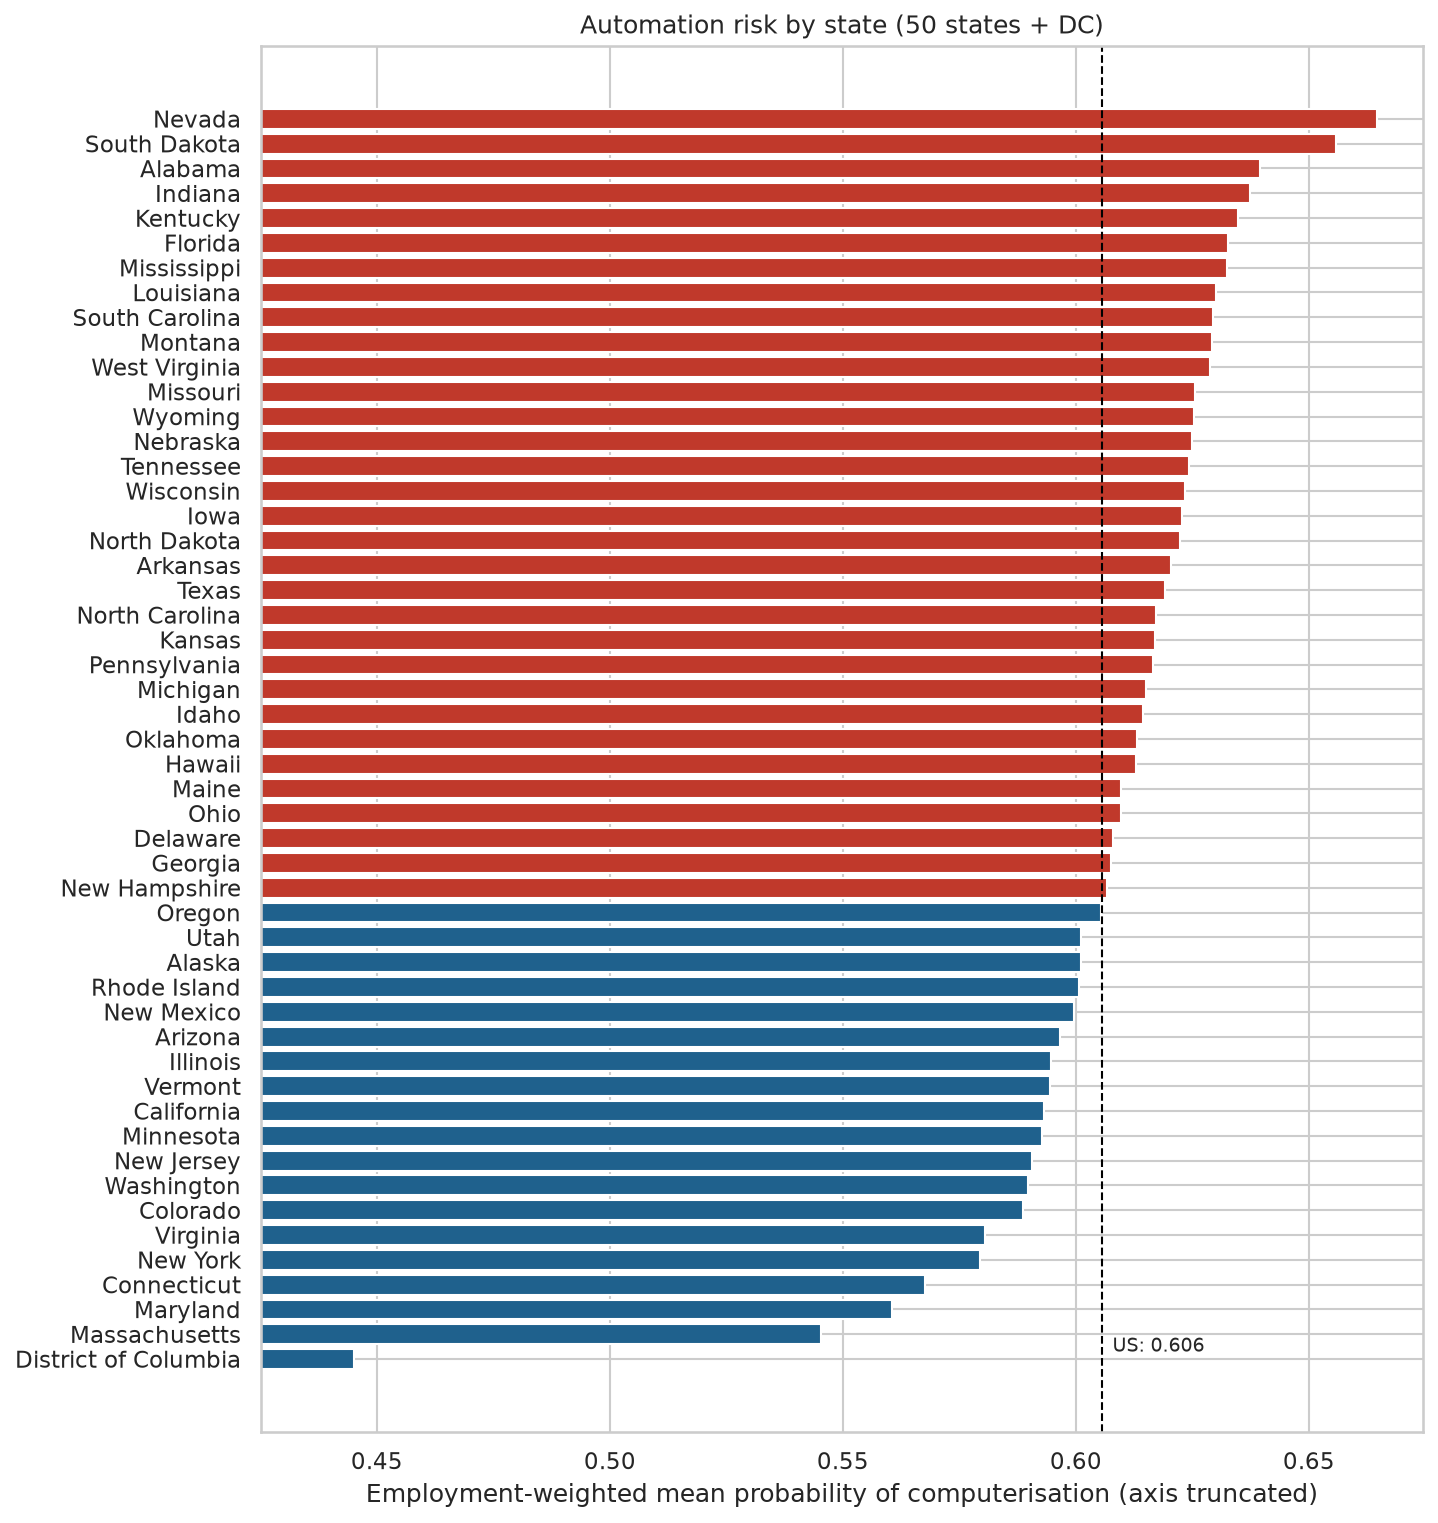 Automation risk by state (50 states + DC)
Nevada
South Dakota
Alabama
Indiana
Kentucky
Florida
Mississippi
Louisiana
South Carolina
Montana
West Virginia
Missouri
Wyoming
Nebraska
Tennessee
Wisconsin
Iowa
North Dakota
Arkansas
Texas
North Carolina
Kansas
Pennsylvania
Michigan
Idaho
Oklahoma
Hawaii
Maine
Ohio
Delaware
Georgia
New Hampshire
Oregon
Utah
Alaska
Rhode Island
New Mexico
Arizona
Illinois
Vermont
California
Minnesota
New Jersey
Washington
Colorado
Virginia
New York
Connecticut
Maryland
Massachusetts
US: 0.606
District of Columbia
0.45 0.50 0.55 0.60 0.65
Employment-weighted mean probability of computerisation (axis truncated)